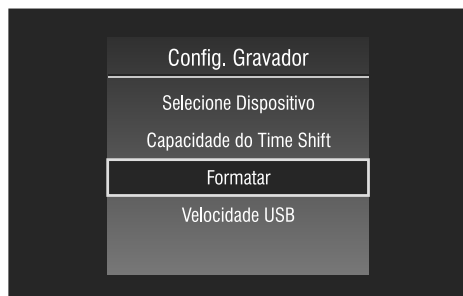 Config. Gravador
Selecione Dispositivo
Capacidade do Time Shift
Formatar
Velocidade USB